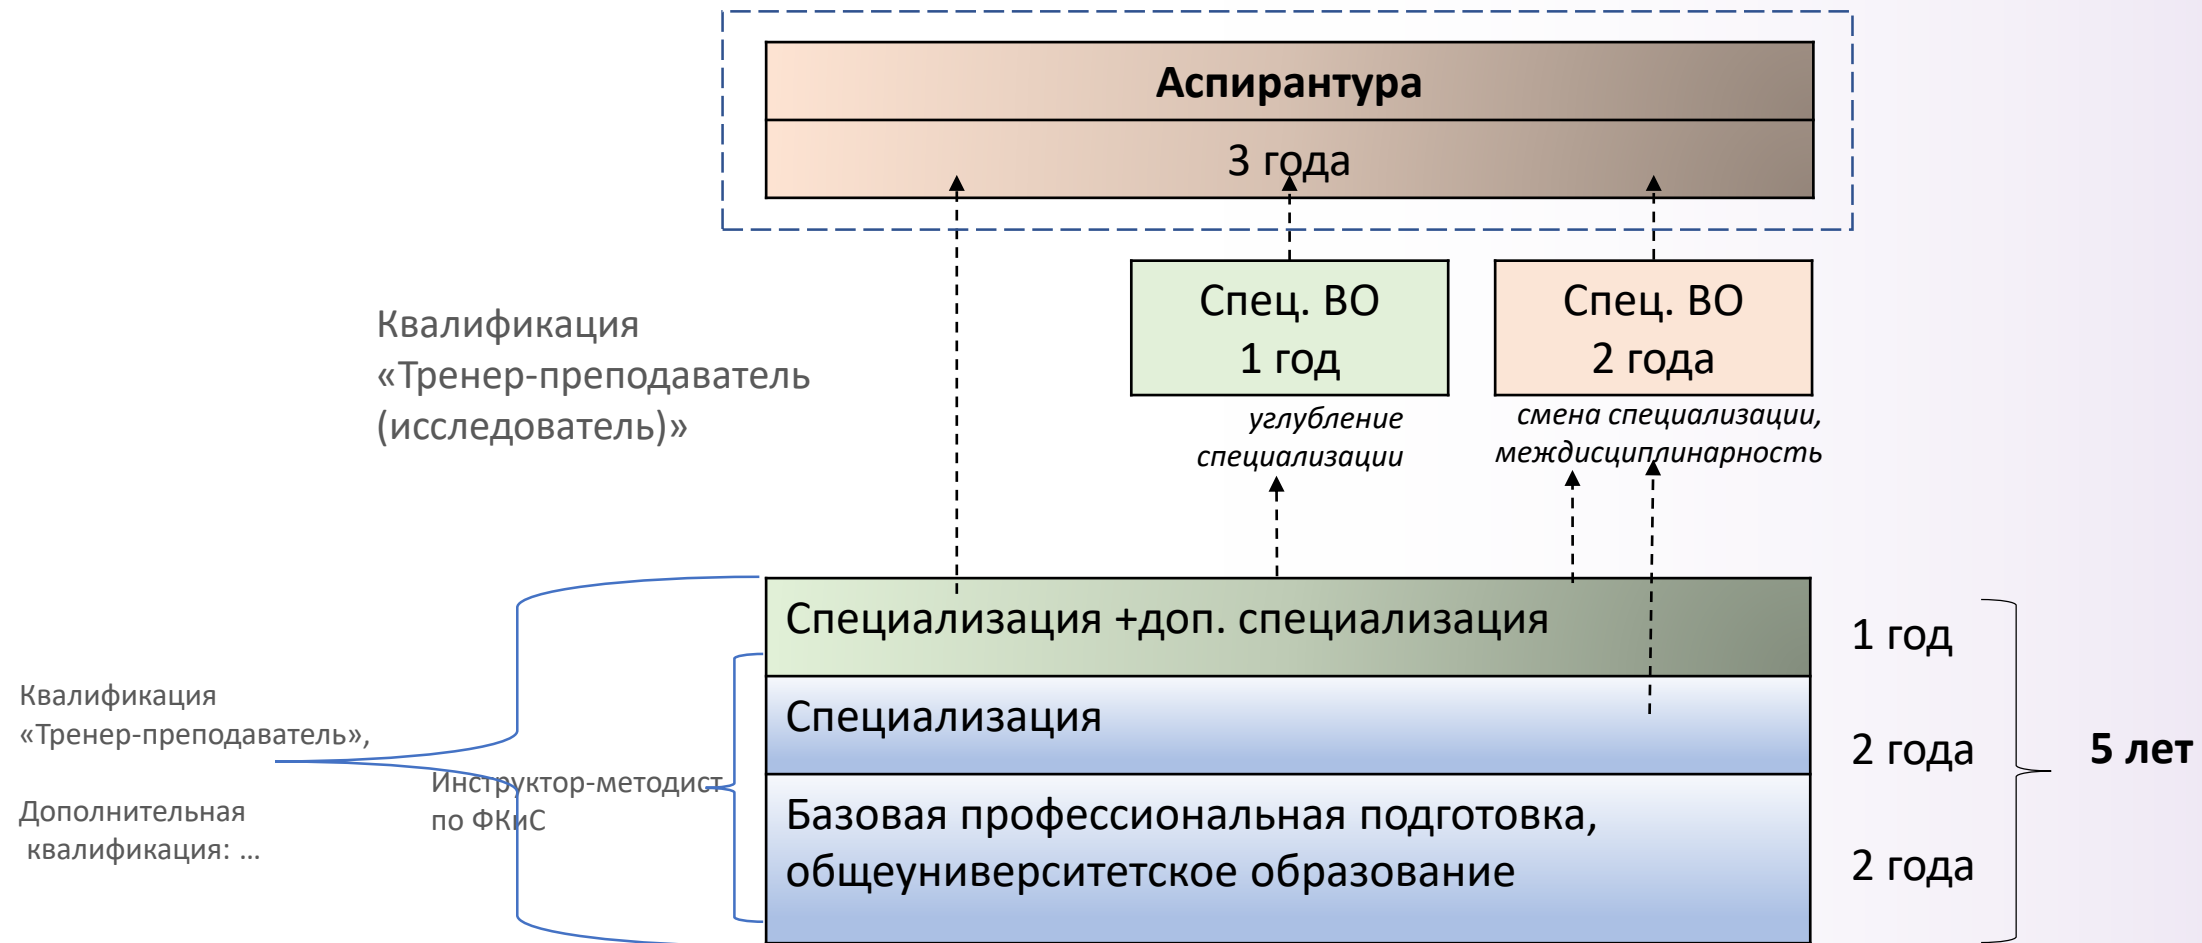 Аспирантура
3 года
Спец. ВО
1 год
Спец. ВО
2 года
Квалификация
«Тренер-преподаватель
(исследователь)»
углубление
специализации
смена специализации,
междисциплинарность
Специализация +доп. специализация
1 год
Специализация
2 года
Базовая профессиональная подготовка,
общеуниверситетское образование
2 года
5 лет
Квалификация
«Тренер-преподаватель»,
Дополнительная
квалификация: ...
Инструктор-методист
по ФКиС